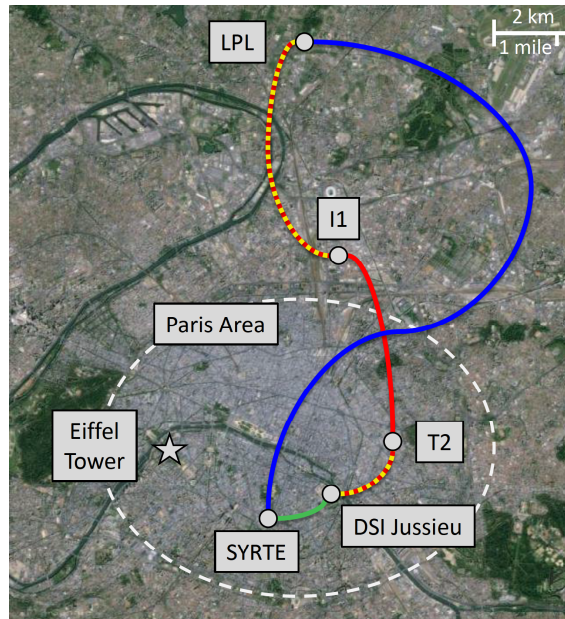 LPL
2 km
1 mile
I1
Paris Area
Eiffel
Tower
T2
DSI Jussieu
SYRTE